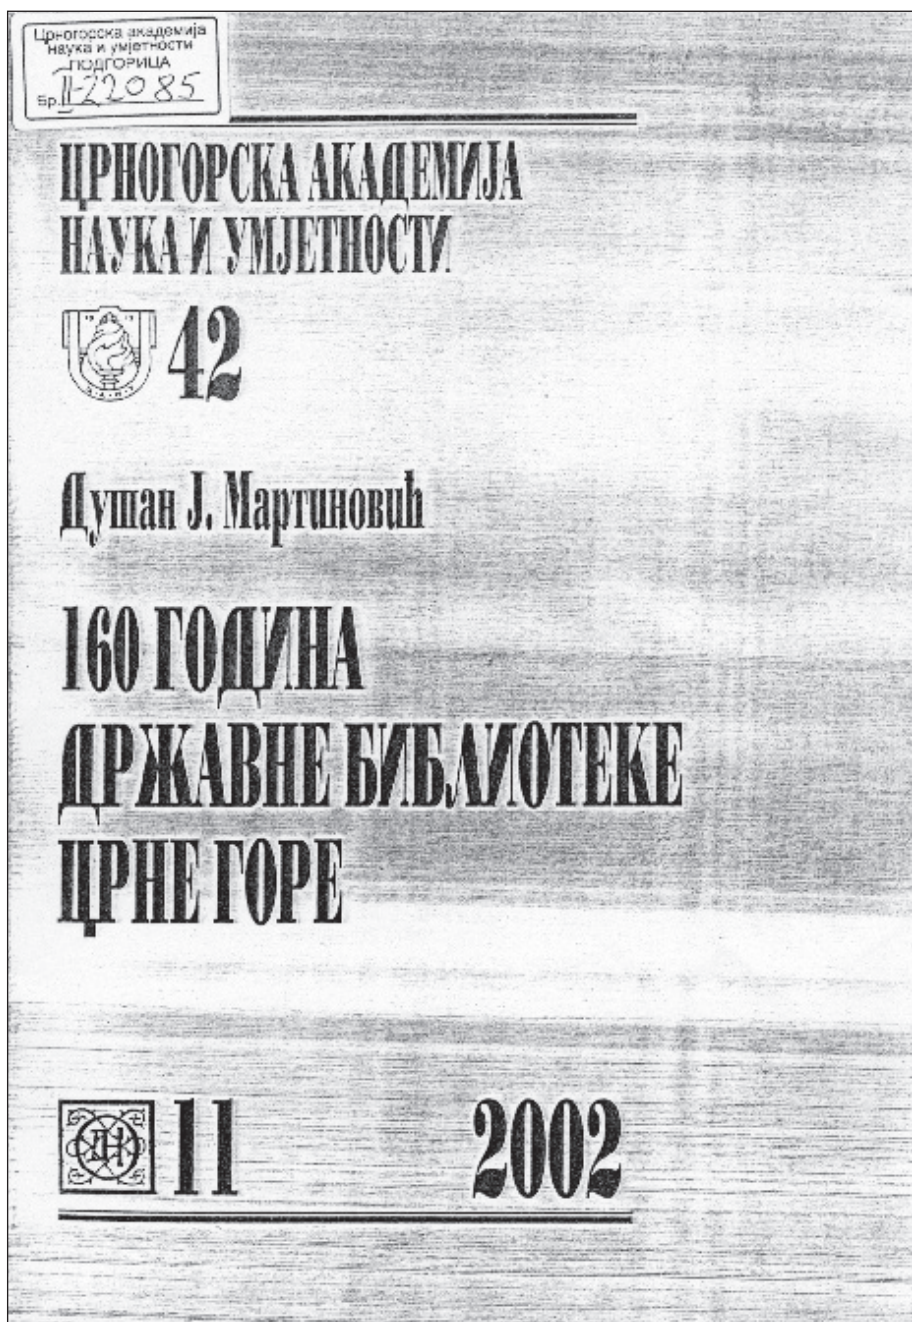 Црногорска академија
наука и умјетности
ПОДГОРИЦА
Бр. II-22085
ЦРНОГОРСКА АКАДЕМИЈА
НАУКА И УМЈЕТНОСТИ
42
Душан Ј. Мартиновић
160 ГОДИНА
ДРЖАВНЕ БИБЛИОТЕКЕ
ЦРНЕ ГОРЕ
11 2002